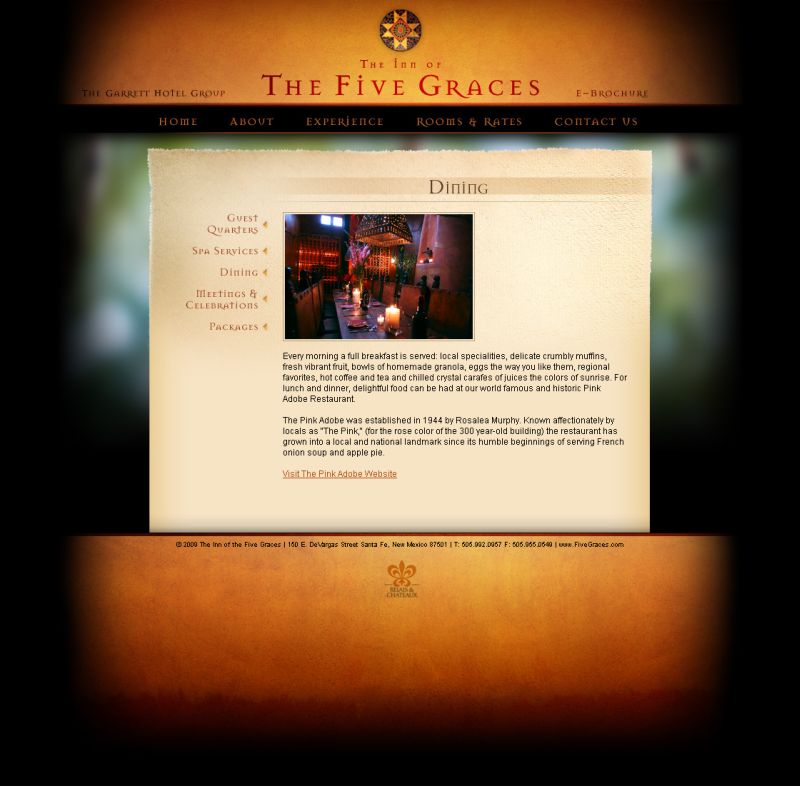 The Inn of
The Garrett Hotel Group
The Five Graces
E-Brochure
Home About Experience Rooms & Rates Contact Us
Dining
Guest
Quarters
Spa Services
Dining
Meetings &
Celebrations
Packages
Every morning a full breakfast is served: local specialities, delicate crumbly muffins,
fresh vibrant fruit, bowls of homemade granola, eggs the way you like them, regional
favorites, hot coffee and tea and chilled crystal carafes of juices the colors of sunrise. For
lunch and dinner, delightful food can be had at our world famous and historic Pink
Adobe Restaurant.
The Pink Adobe was established in 1944 by Rosalea Murphy. Known affectionately by
locals as "The Pink," (for the rose color of the 300 year-old building) the restaurant has
grown into a local and national landmark since its humble beginnings of serving French
onion soup and apple pie.
Visit The Pink Adobe Website
© 2009 The Inn of the Five Graces | 150 E. DeVargas Street Santa Fe, New Mexico 87501 | T: 505.992.0957 F: 505.955.0549 | www.FiveGraces.com
RELAIS &
CHATEAUX